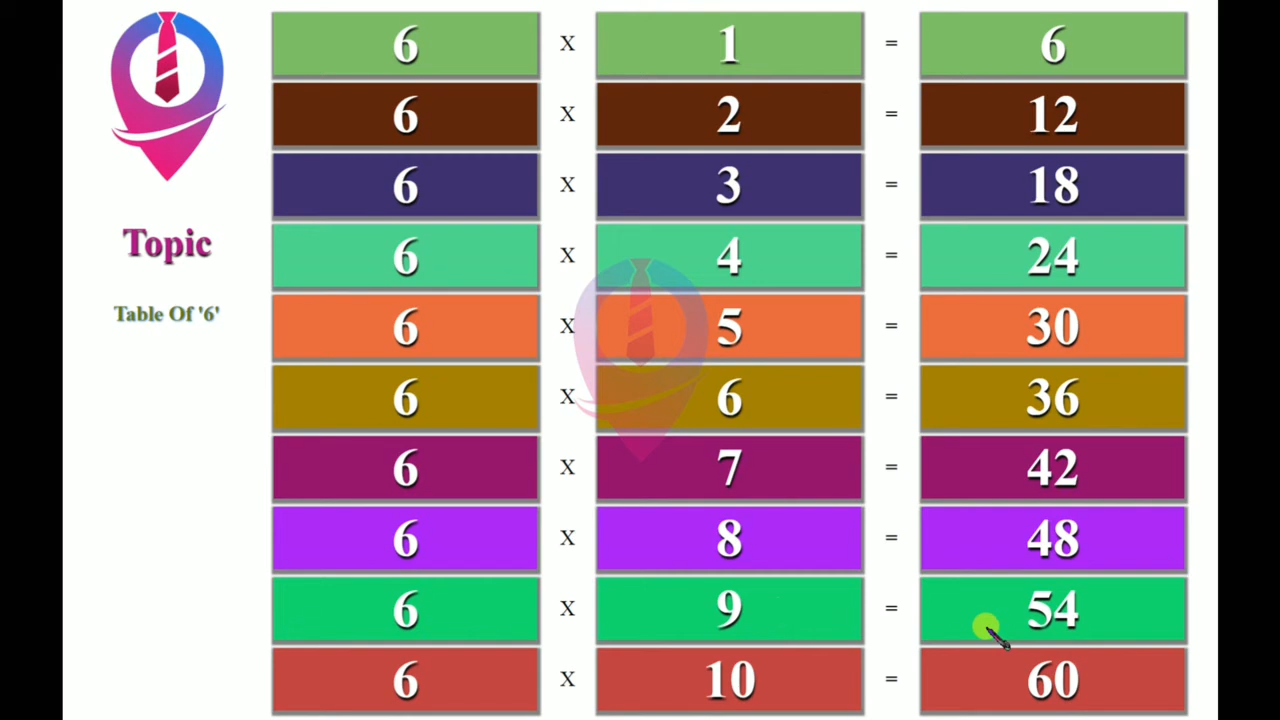 6 X 1 = 6
6 X 2 = 12
6 X 3 = 18
Topic
6 X 4 = 24
Table Of '6'
6 X 5 = 30
6 X 6 = 36
6 X 7 = 42
6 X 8 = 48
6 X 9 = 54
6 X 10 = 60